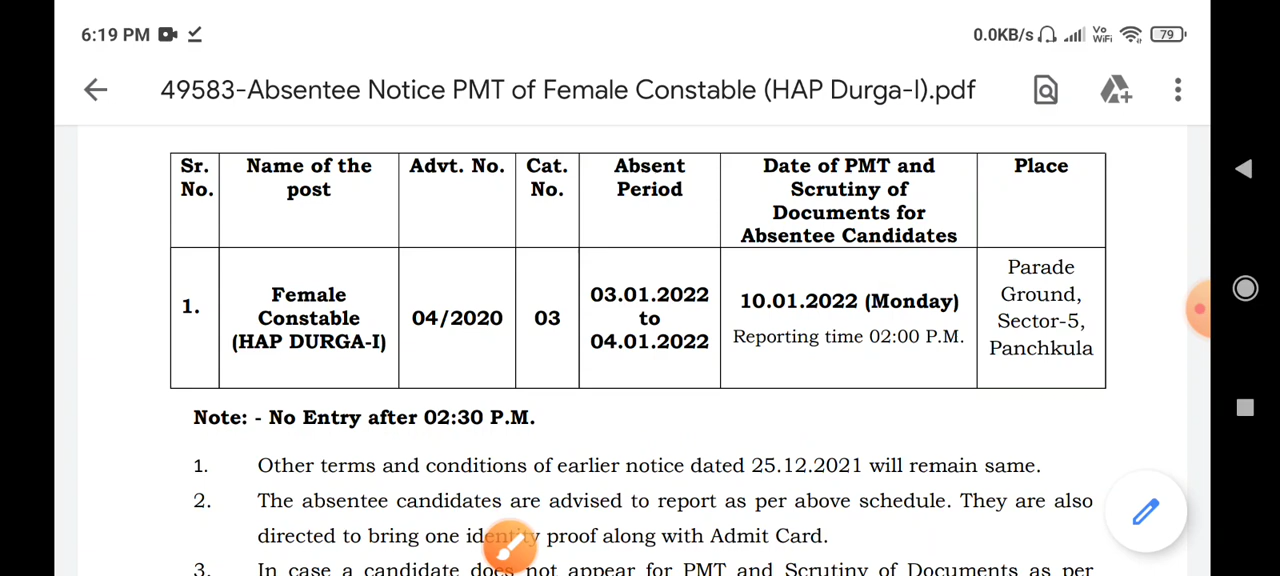 6:19 PM
0.0KB/s Vo WiFi 79
49583-Absentee Notice PMT of Female Constable (HAP Durga-I).pdf
Sr. No. Name of the post Advt. No. Cat. No. Absent Period Date of PMT and Scrutiny of Documents for Absentee Candidates Place
1. Female Constable (HAP DURGA-I) 04/2020 03 03.01.2022 to 04.01.2022 10.01.2022 (Monday) Reporting time 02:00 P.M. Parade Ground, Sector-5, Panchkula
Note: - No Entry after 02:30 P.M.
1. Other terms and conditions of earlier notice dated 25.12.2021 will remain same.
2. The absentee candidates are advised to report as per above schedule. They are also
directed to bring one identity proof along with Admit Card.
3. In case a candidate does not appear for PMT and Scrutiny of Documents as per